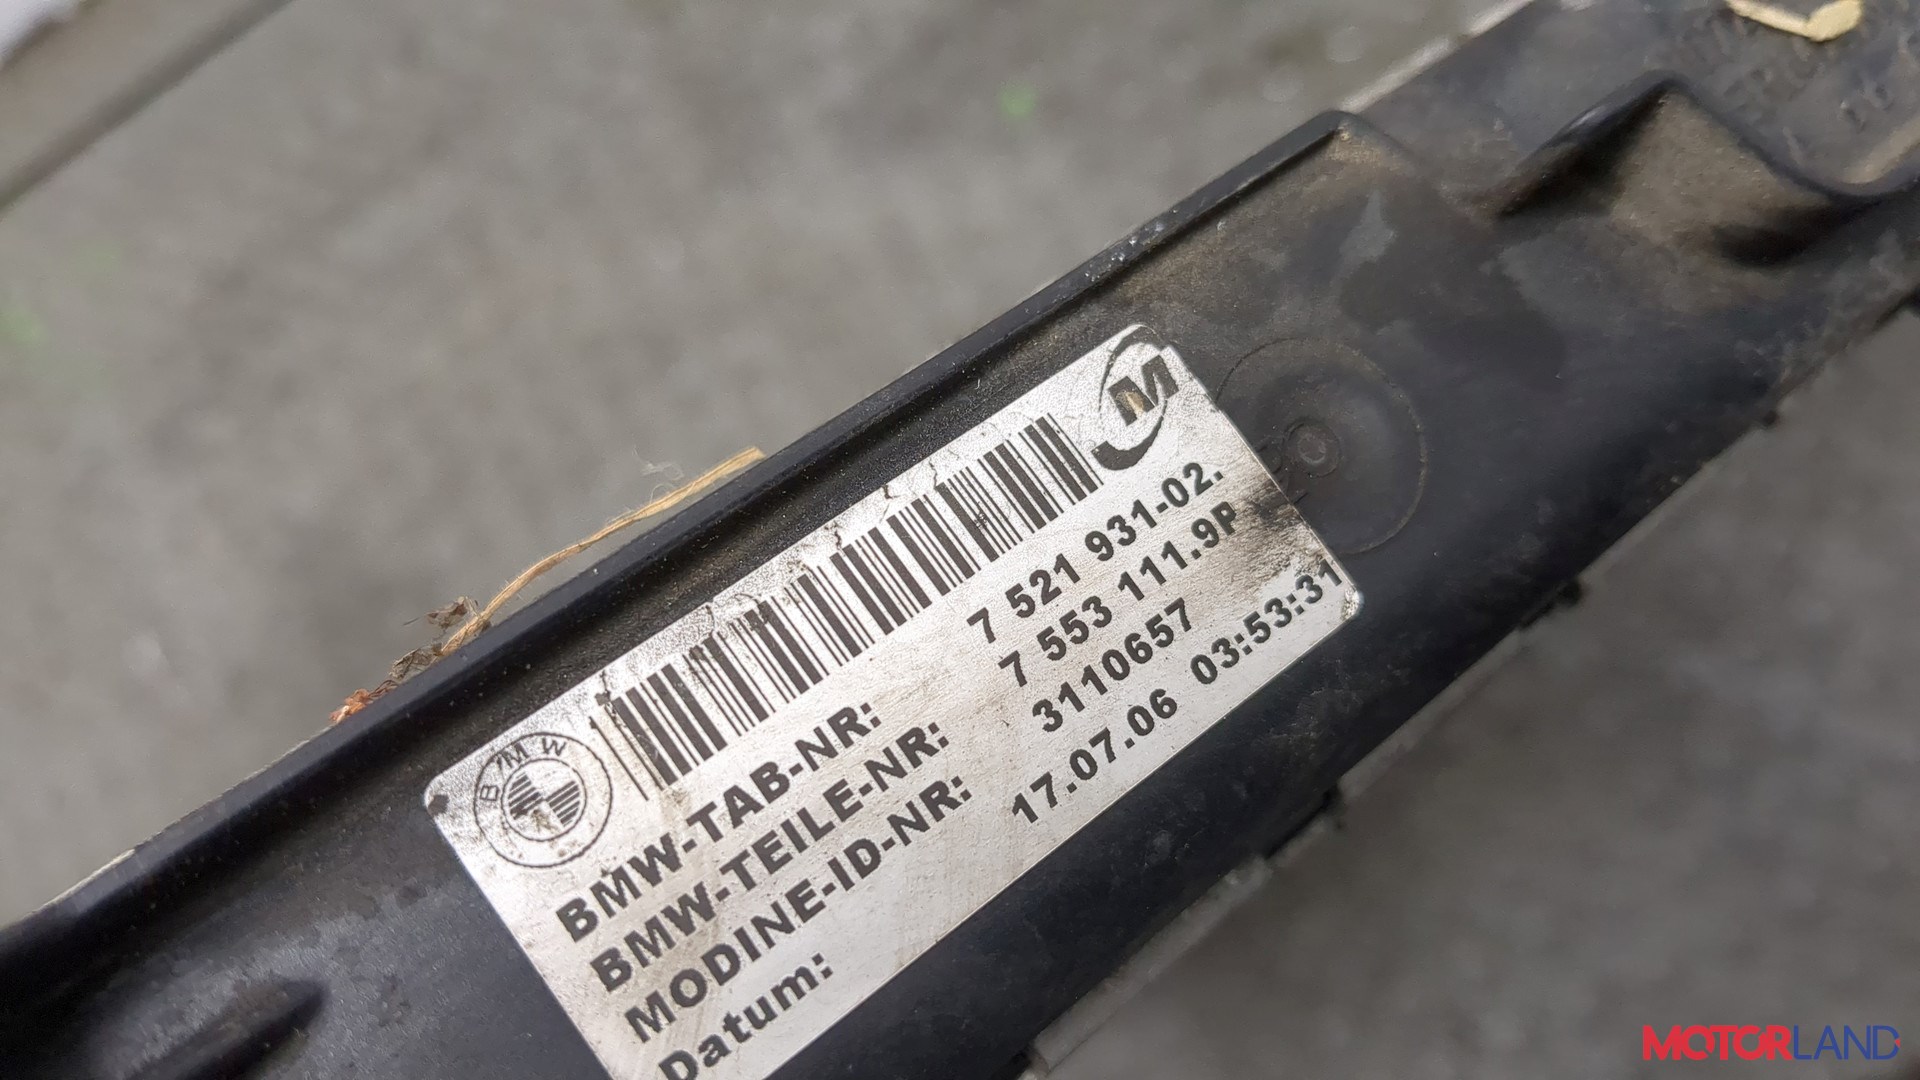 BMW
M
BMW-TAB-NR: 7 521 931-02.
BMW-TEILE-NR: 7 553 111.9P
MODINE-ID-NR: 3110657
Datum: 17.07.06 03:53:31
MOTORLAND